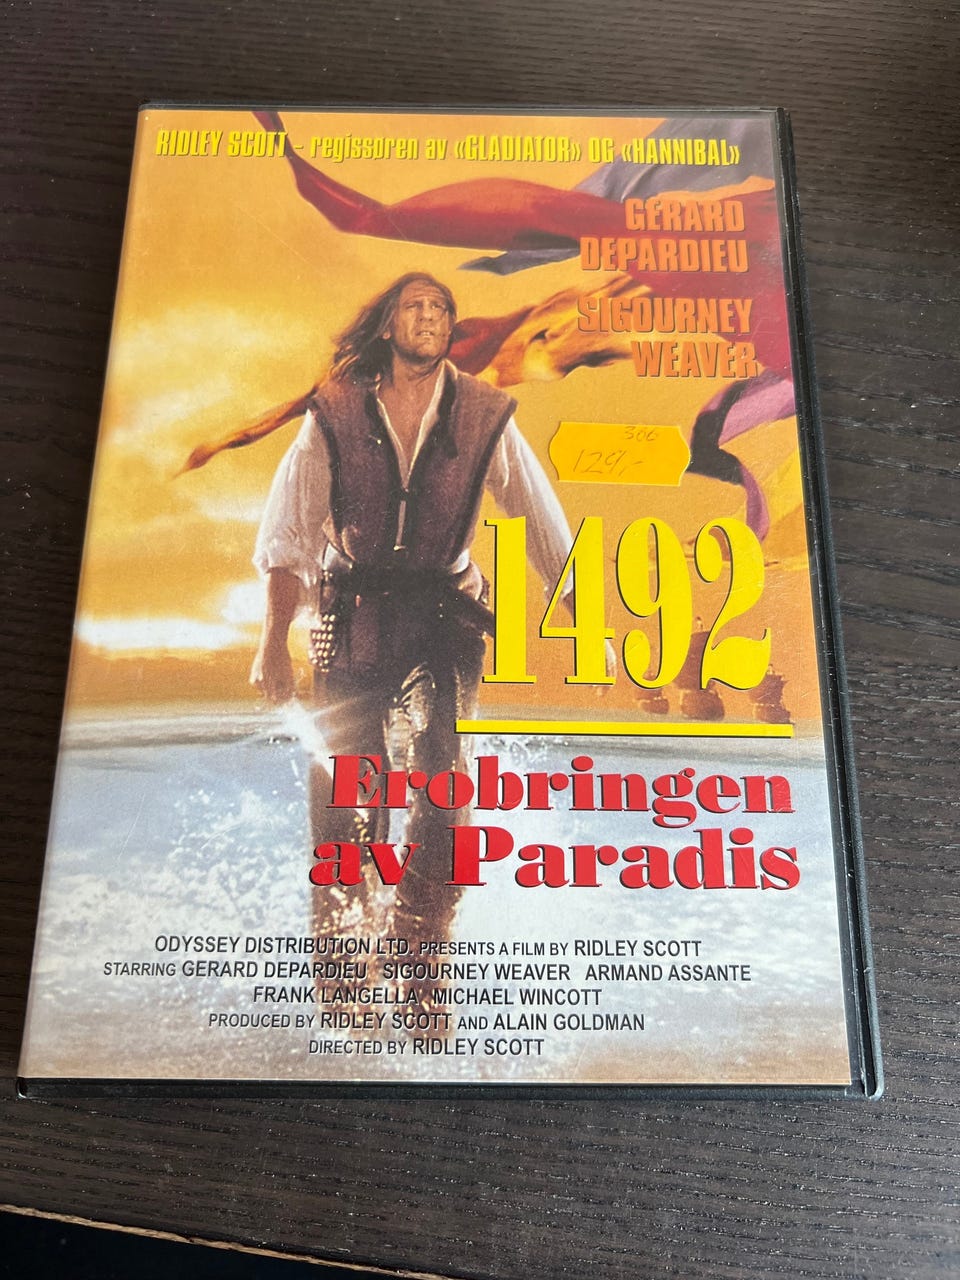 RIDLEY SCOTT - regissøren av «GLADIATOR» OG «HANNIBAL»
GERARD
DEPARDIEU
SIGOURNEY
WEAVER
306
129,-
1492
Erobringen
av Paradis
ODYSSEY DISTRIBUTION LTD. PRESENTS A FILM BY RIDLEY SCOTT
STARRING GERARD DEPARDIEU SIGOURNEY WEAVER ARMAND ASSANTE
FRANK LANGELLA MICHAEL WINCOTT
PRODUCED BY RIDLEY SCOTT AND ALAIN GOLDMAN
DIRECTED BY RIDLEY SCOTT